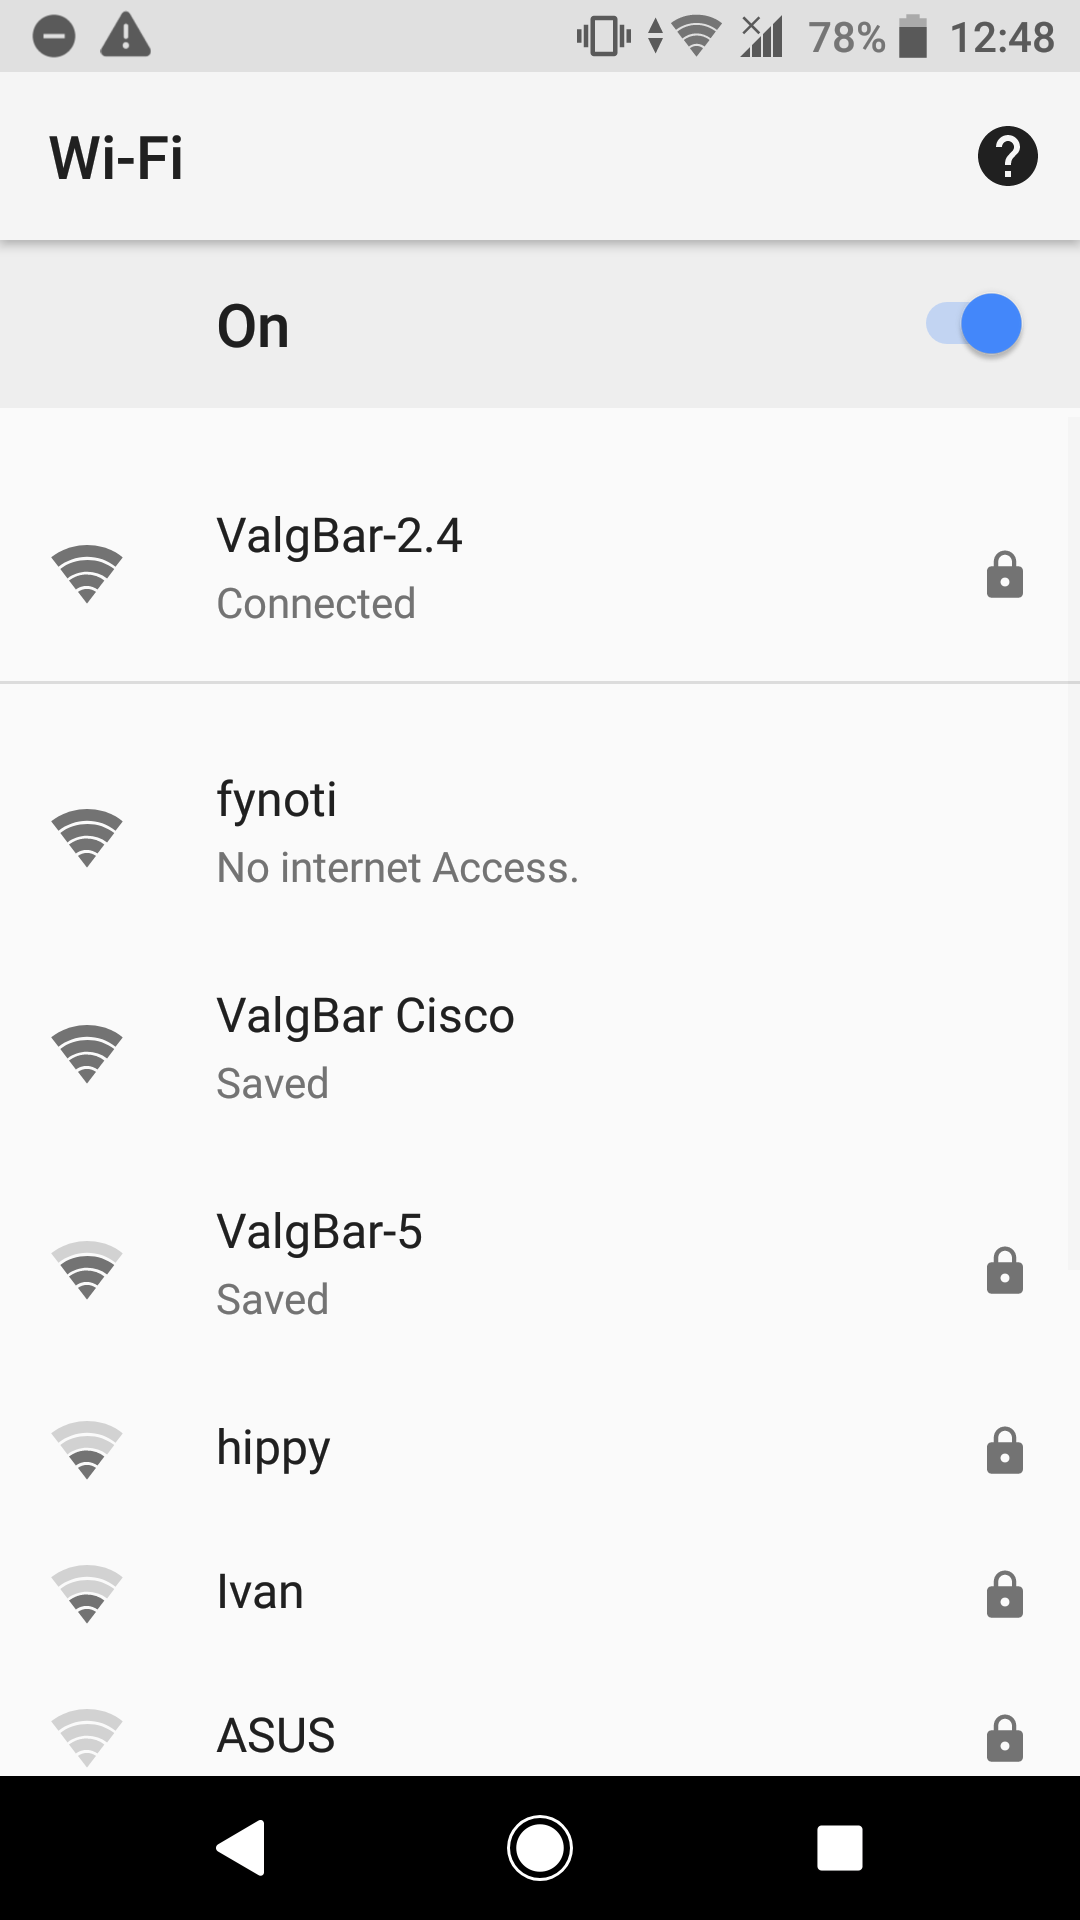 78% 12:48
Wi-Fi
On
ValgBar-2.4
Connected
fynoti
No internet Access.
ValgBar Cisco
Saved
ValgBar-5
Saved
hippy
Ivan
ASUS